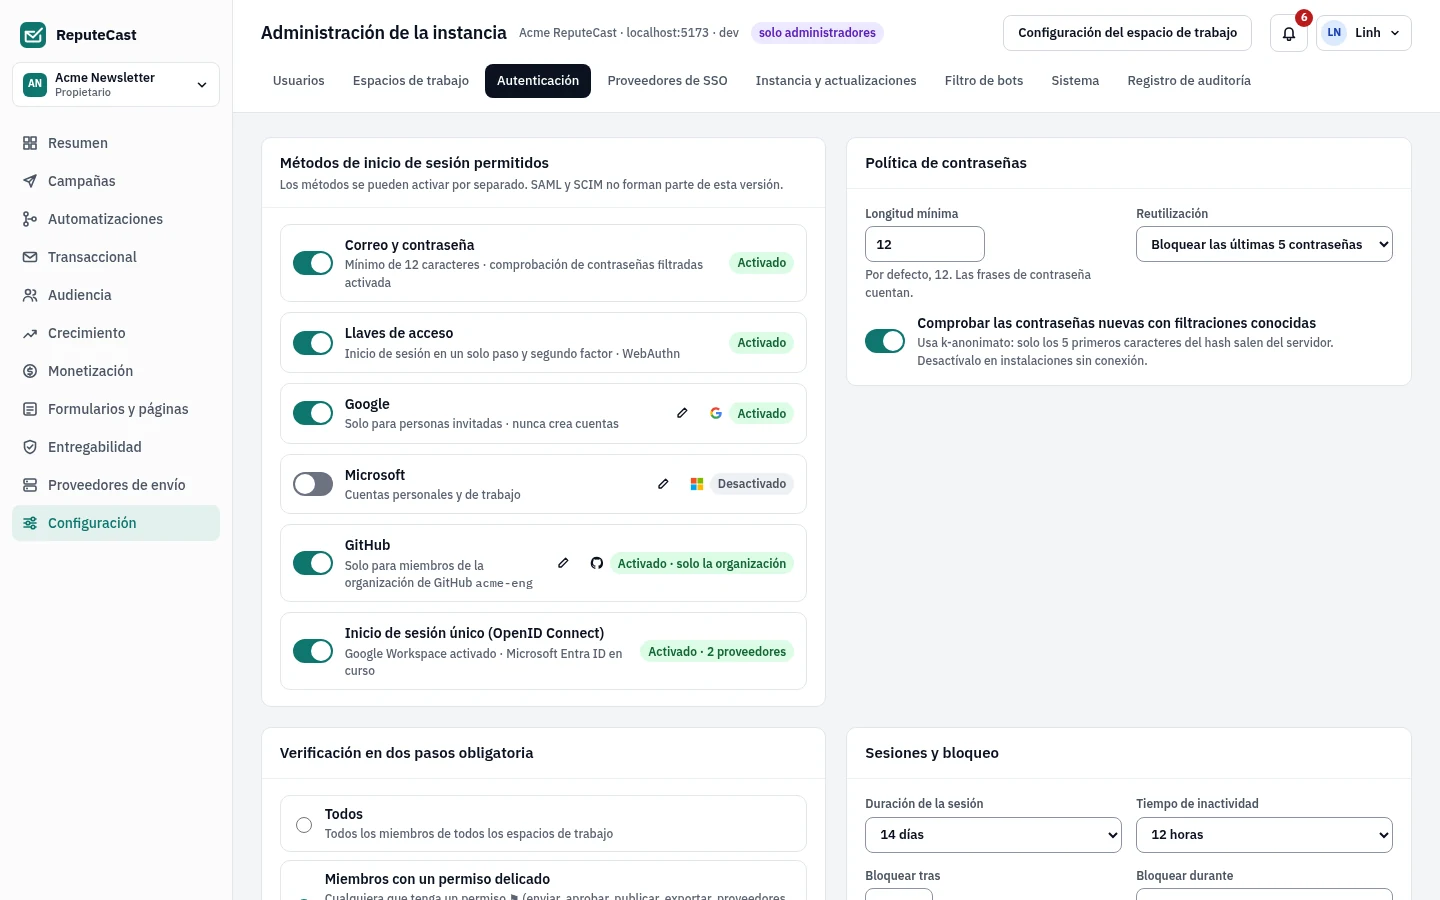 ReputeCast
AN
Acme Newsletter
Propietario
Resumen
Campañas
Automatizaciones
Transaccional
Audiencia
Crecimiento
Monetización
Formularios y páginas
Entregabilidad
Proveedores de envío
Configuración
Administración de la instancia
Acme ReputeCast · localhost:5173 · dev
solo administradores
Configuración del espacio de trabajo
6
LN
Linh
Usuarios
Espacios de trabajo
Autenticación
Proveedores de SSO
Instancia y actualizaciones
Filtro de bots
Sistema
Registro de auditoría
Métodos de inicio de sesión permitidos
Los métodos se pueden activar por separado. SAML y SCIM no forman parte de esta versión.
Correo y contraseña
Mínimo de 12 caracteres · comprobación de contraseñas filtradas
activada
Activado
Llaves de acceso
Inicio de sesión en un solo paso y segundo factor · WebAuthn
Activado
Google
Solo para personas invitadas · nunca crea cuentas
Activado
Microsoft
Cuentas personales y de trabajo
Desactivado
GitHub
Solo para miembros de la
organización de GitHub acme-eng
Activado · solo la organización
Inicio de sesión único (OpenID Connect)
Google Workspace activado · Microsoft Entra ID en
curso
Activado · 2 proveedores
Política de contraseñas
Longitud mínima
12
Por defecto, 12. Las frases de contraseña
cuentan.
Reutilización
Bloquear las últimas 5 contraseñas
Comprobar las contraseñas nuevas con filtraciones conocidas
Usa k-anonimato: solo los 5 primeros caracteres del hash salen del servidor.
Desactívalo en instalaciones sin conexión.
Verificación en dos pasos obligatoria
Todos
Todos los miembros de todos los espacios de trabajo
Miembros con un permiso delicado
Cualquiera que tenga un permiso ⚑ (enviar, aprobar, publicar, exportar, proveedores
Sesiones y bloqueo
Duración de la sesión
14 días
Tiempo de inactividad
12 horas
Bloquear tras
Bloquear durante